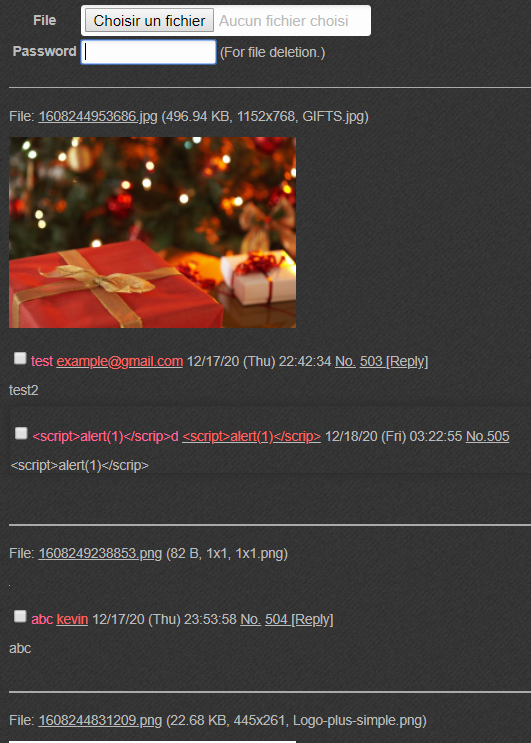 File Choisir un fichier Aucun fichier choisi
Password (For file deletion.)
File: 1608244953686.jpg (496.94 KB, 1152x768, GIFTS.jpg)
test example@gmail.com 12/17/20 (Thu) 22:42:34 No. 503 [Reply]
test2
<script>alert(1)</scrip>d <script>alert(1)</scrip> 12/18/20 (Fri) 03:22:55 No.505
<script>alert(1)</scrip>
File: 1608249238853.png (82 B, 1x1, 1x1.png)
abc kevin 12/17/20 (Thu) 23:53:58 No. 504 [Reply]
abc
File: 1608244831209.png (22.68 KB, 445x261, Logo-plus-simple.png)